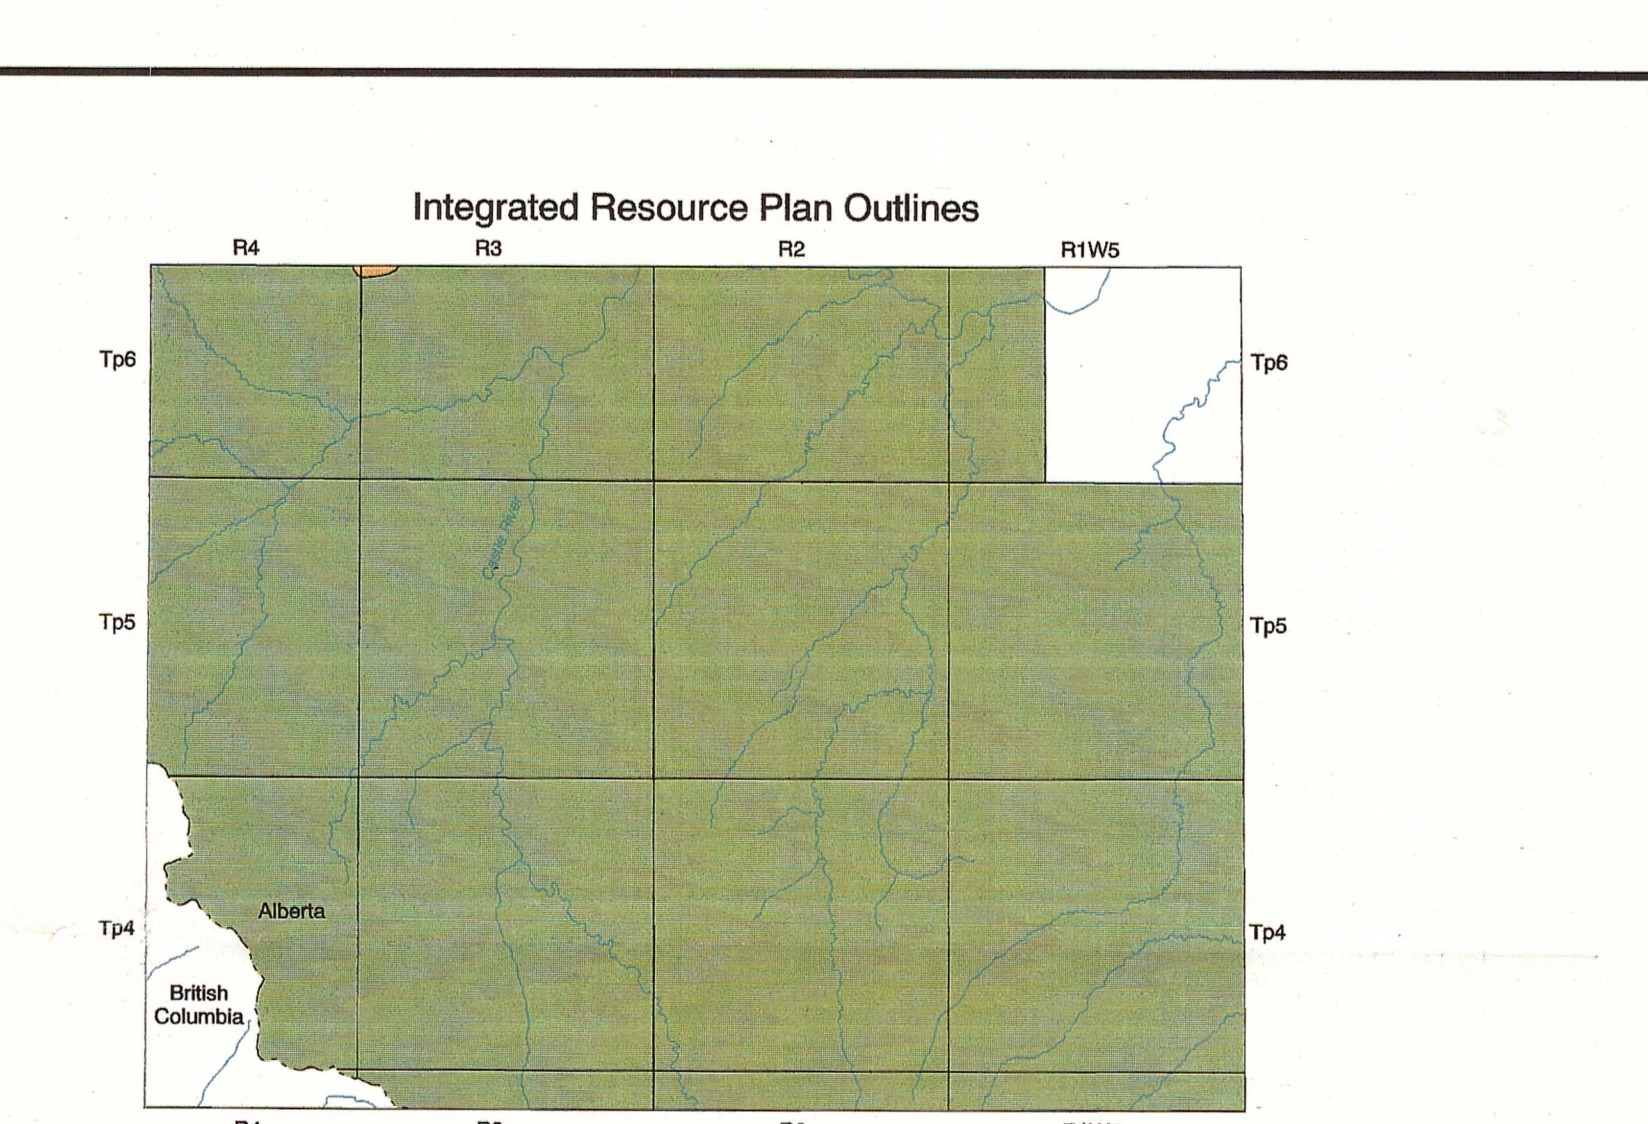 Integrated Resource Plan Outlines
R4 R3 R2 R1W5
Tp6 Tp6
Castle River
Tp5 Tp5
Alberta
Tp4 Tp4
British
Columbia